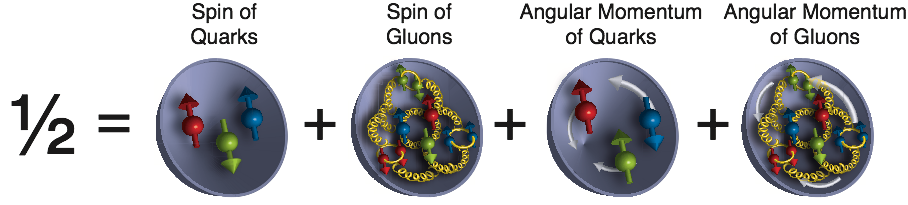 Spin of
Quarks
Spin of
Gluons
Angular Momentum
of Quarks
Angular Momentum
of Gluons
½ = + + +